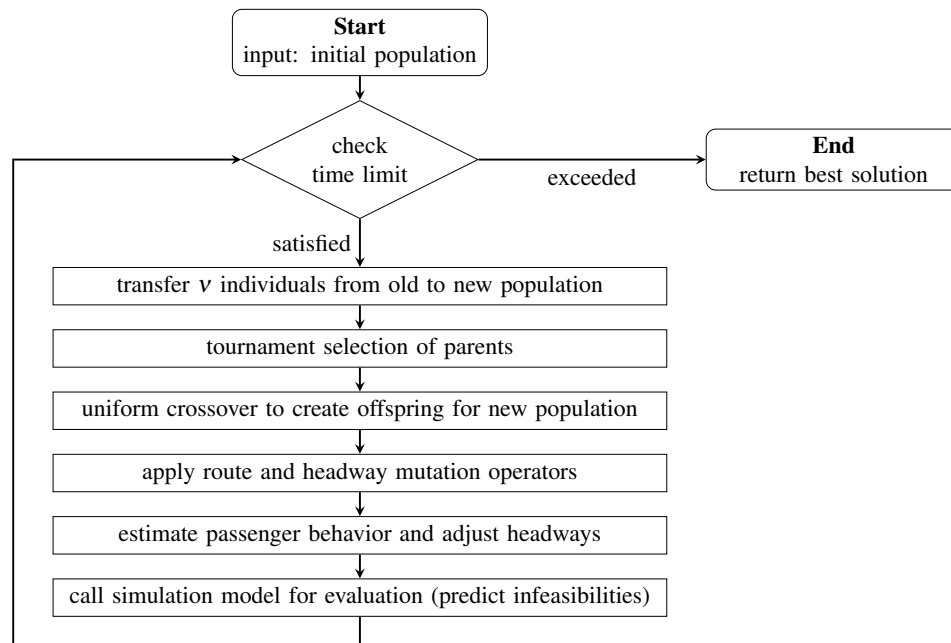 Start
input: initial population
check
time limit
exceeded
End
return best solution
satisfied
transfer ν individuals from old to new population
tournament selection of parents
uniform crossover to create offspring for new population
apply route and headway mutation operators
estimate passenger behavior and adjust headways
call simulation model for evaluation (predict infeasibilities)